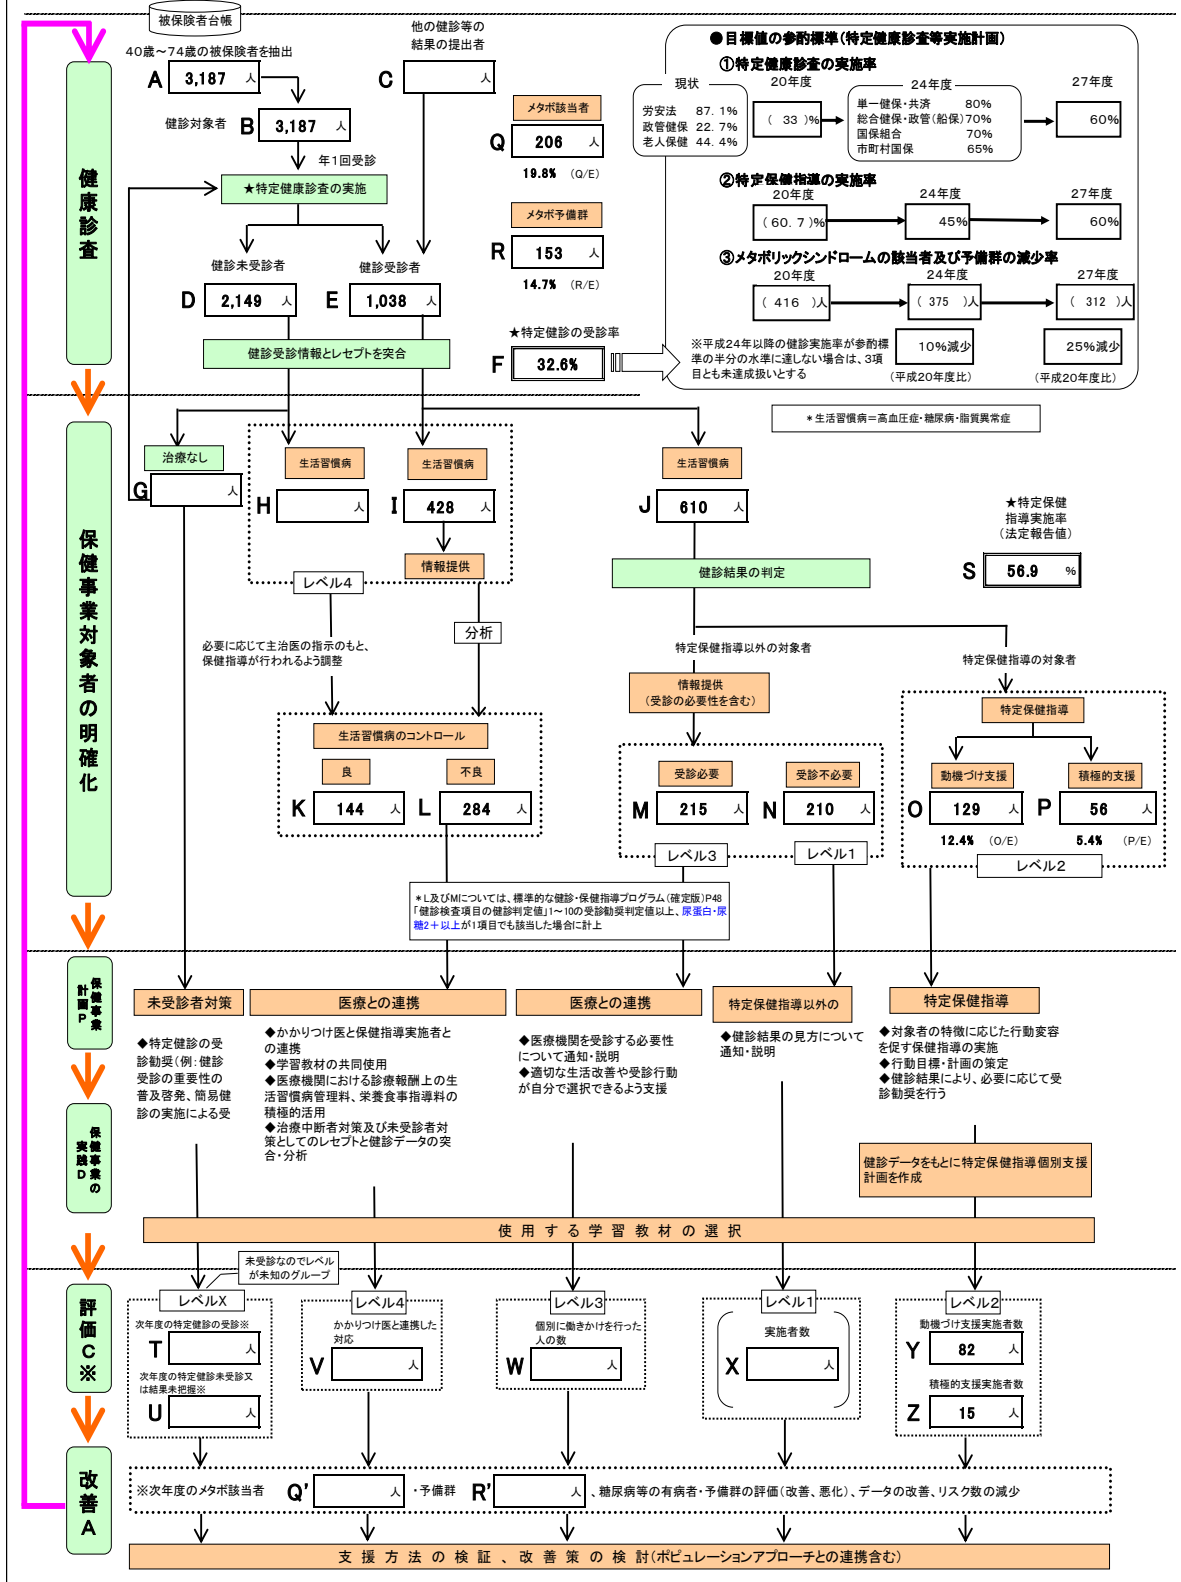 被保険者台帳
40歳～74歳の被保険者を抽出
A 3,187 人
他の健診等の
結果の提出者
C 人
健診対象者 B 3,187 人
年1回受診
★特定健康診査の実施
健診未受診者
D 2,149 人
健診受診者
E 1,038 人
健診受診情報とレセプトを突合
メタボ該当者
Q 206 人
19.8% (Q/E)
メタボ予備群
R 153 人
14.7% (R/E)
★特定健診の受診率
F 32.6%
●目標値の参酌標準(特定健康診査等実施計画)
①特定健康診査の実施率
現状
労安法 87.1%
政管健保 22.7%
老人保健 44.4%
20年度
( 33 )%
24年度
単一健保・共済 80%
総合健保・政管(船保)70%
国保組合 70%
市町村国保 65%
27年度
60%
②特定保健指導の実施率
20年度 24年度 27年度
(60.7)% 45% 60%
③メタボリックシンドロームの該当者及び予備群の減少率
20年度 24年度 27年度
( 416 )人 ( 375 )人 ( 312 )人
※平成24年以降の健診実施率が参酌標
準の半分の水準に達しない場合は、3項
目とも未達成扱いとする
10%減少
(平成20年度比)
25%減少
(平成20年度比)
健康診査
＊生活習慣病＝高血圧症・糖尿病・脂質異常症
保健事業対象者の明確化
治療なし
G 人
生活習慣病
H 人
生活習慣病
I 428 人
情報提供
レベル4
生活習慣病
J 610 人
健診結果の判定
★特定保健
指導実施率
(法定報告値)
S 56.9 %
必要に応じて主治医の指示のもと、
保健指導が行われるよう調整
分析
特定保健指導以外の対象者
情報提供
(受診の必要性を含む)
特定保健指導の対象者
特定保健指導
生活習慣病のコントロール
良
K 144 人
不良
L 284 人
受診必要
M 215 人
受診不必要
N 210 人
レベル3
レベル1
動機づけ支援
O 129 人
12.4% (O/E)
積極的支援
P 56 人
5.4% (P/E)
レベル2
＊L及びMについては、標準的な健診・保健指導プログラム(確定版)P48
「健診検査項目の健診判定値」1～10の受診勧奨判定値以上、尿蛋白・尿
糖2＋以上が1項目でも該当した場合に計上
保健事業
計画P
保健事業の
実践D
未受診者対策
◆特定健診の受
診勧奨(例：健診
受診の重要性の
普及啓発、簡易健
診の実施による受
医療との連携
◆かかりつけ医と保健指導実施者と
の連携
◆学習教材の共同使用
◆医療機関における診療報酬上の生
活習慣病管理料、栄養食事指導料の
積極的活用
◆治療中断者対策及び未受診者対
策としてのレセプトと健診データの突
合・分析
医療との連携
◆医療機関を受診する必要性
について通知・説明
◆適切な生活改善や受診行動
が自分で選択できるよう支援
特定保健指導以外の
◆健診結果の見方について
通知・説明
特定保健指導
◆対象者の特徴に応じた行動変容
を促す保健指導の実施
◆行動目標・計画の策定
◆健診結果により、必要に応じて受
診勧奨を行う
健診データをもとに特定保健指導個別支援
計画を作成
使用する学習教材の選択
未受診なのでレベル
が未知のグループ
評価C※
レベルX
次年度の特定健診の受診※
T 人
次年度の特定健診未受診又
は結果未把握※
U 人
レベル4
かかりつけ医と連携した
対応
V 人
レベル3
個別に働きかけを行った
人の数
W 人
レベル1
実施者数
X 人
レベル2
動機づけ支援実施者数
Y 82 人
積極的支援実施者数
Z 15 人
改善A
※次年度のメタボ該当者 Q' 人 ・予備群 R' 人 、糖尿病等の有病者・予備群の評価(改善、悪化)、データの改善、リスク数の減少
支援方法の検証、改善策の検討(ポピュレーションアプローチとの連携含む)